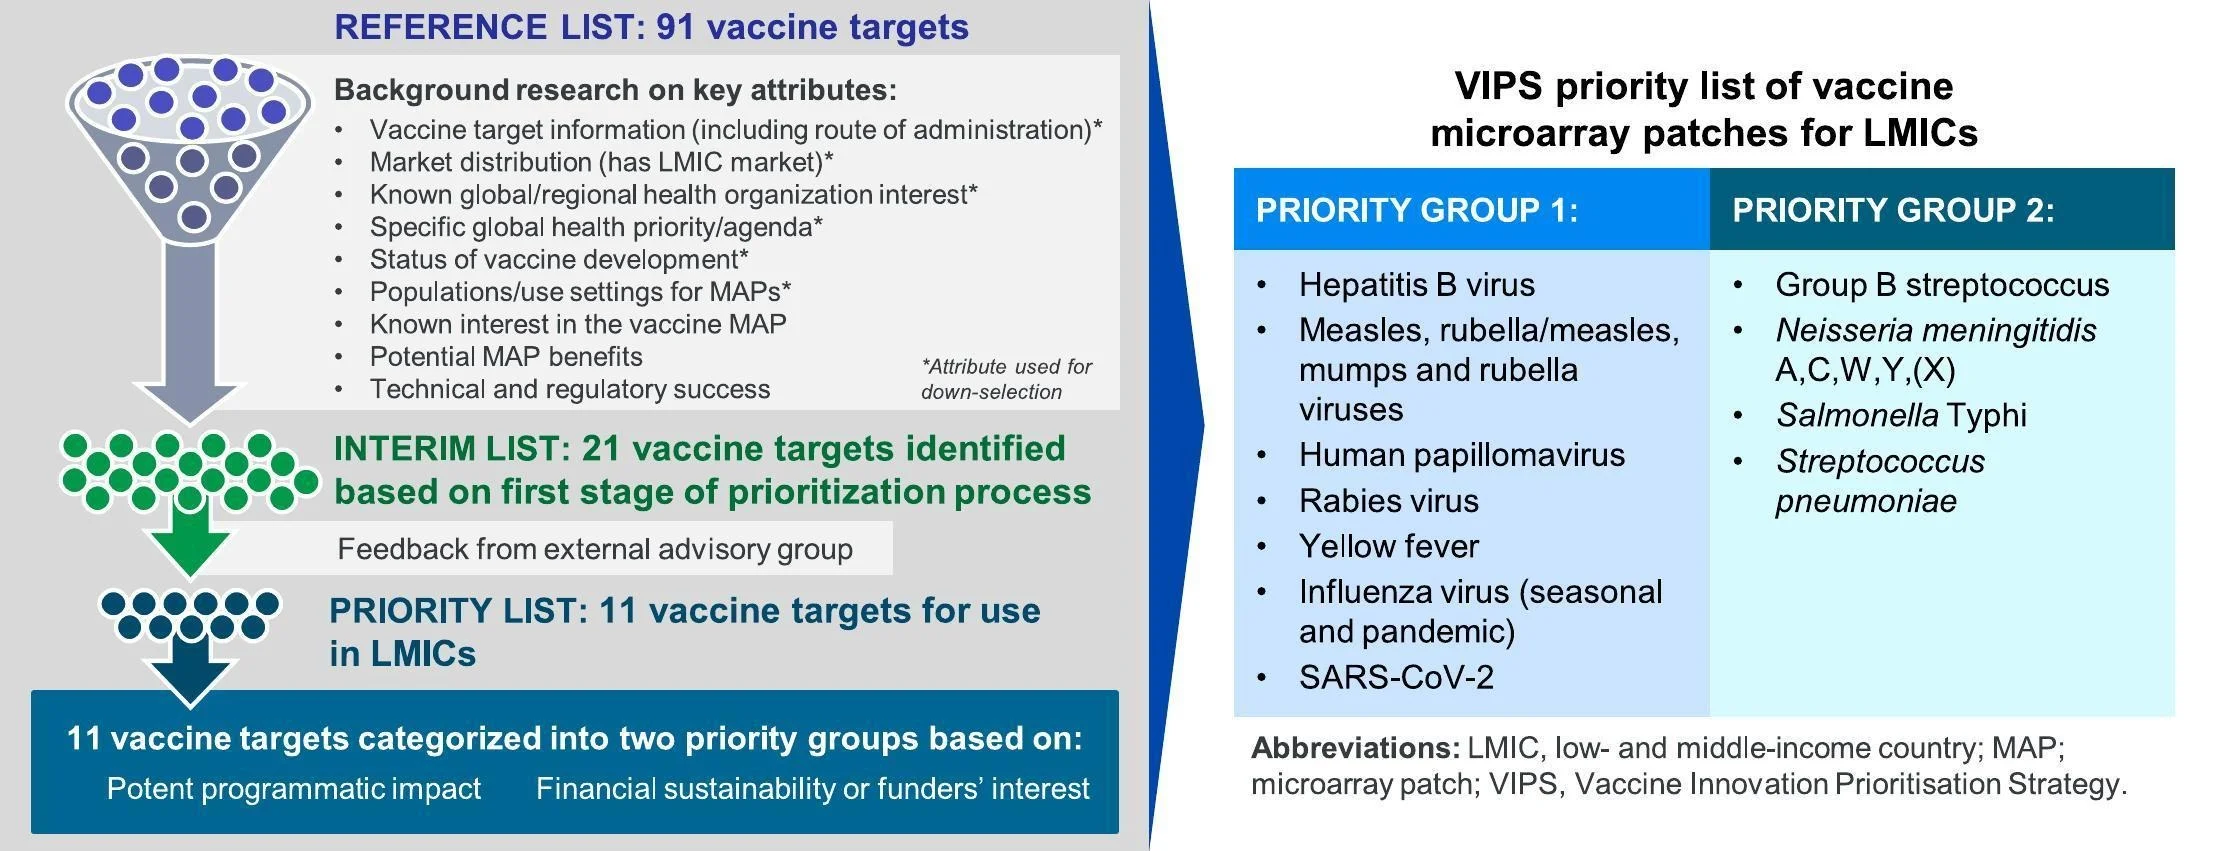 REFERENCE LIST: 91 vaccine targets
Background research on key attributes:
• Vaccine target information (including route of administration)*
• Market distribution (has LMIC market)*
• Known global/regional health organization interest*
• Specific global health priority/agenda*
• Status of vaccine development*
• Populations/use settings for MAPs*
• Known interest in the vaccine MAP
• Potential MAP benefits
• Technical and regulatory success
*Attribute used for
down-selection
INTERIM LIST: 21 vaccine targets identified
based on first stage of prioritization process
Feedback from external advisory group
PRIORITY LIST: 11 vaccine targets for use
in LMICs
11 vaccine targets categorized into two priority groups based on:
Potent programmatic impact
Financial sustainability or funders’ interest
VIPS priority list of vaccine
microarray patches for LMICs
PRIORITY GROUP 1:
• Hepatitis B virus
• Measles, rubella/measles,
mumps and rubella
viruses
• Human papillomavirus
• Rabies virus
• Yellow fever
• Influenza virus (seasonal
and pandemic)
• SARS-CoV-2
PRIORITY GROUP 2:
• Group B streptococcus
• Neisseria meningitidis
A,C,W,Y,(X)
• Salmonella Typhi
• Streptococcus
pneumoniae
Abbreviations: LMIC, low- and middle-income country; MAP;
microarray patch; VIPS, Vaccine Innovation Prioritisation Strategy.